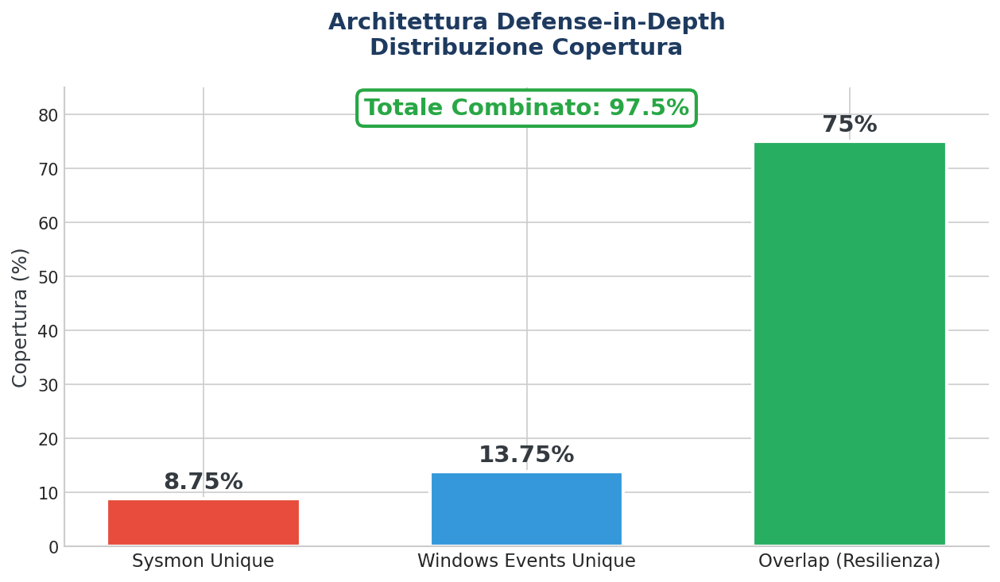 Architettura Defense-in-Depth
Distribuzione Copertura
Totale Combinato: 97.5%
Copertura (%)
80
70
60
50
40
30
20
10
0
8.75%
13.75%
75%
Sysmon Unique
Windows Events Unique
Overlap (Resilienza)